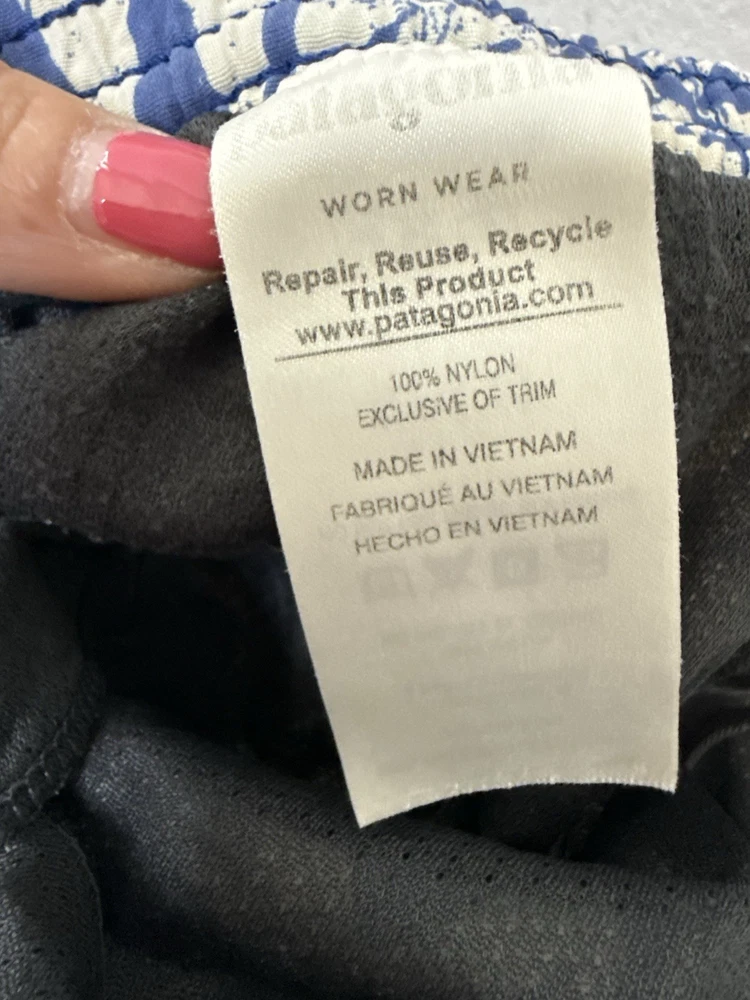 patagonia
WORN WEAR
Repair, Reuse, Recycle
This Product
www.patagonia.com
100% NYLON
EXCLUSIVE OF TRIM
MADE IN VIETNAM
FABRIQUÉ AU VIETNAM
HECHO EN VIETNAM